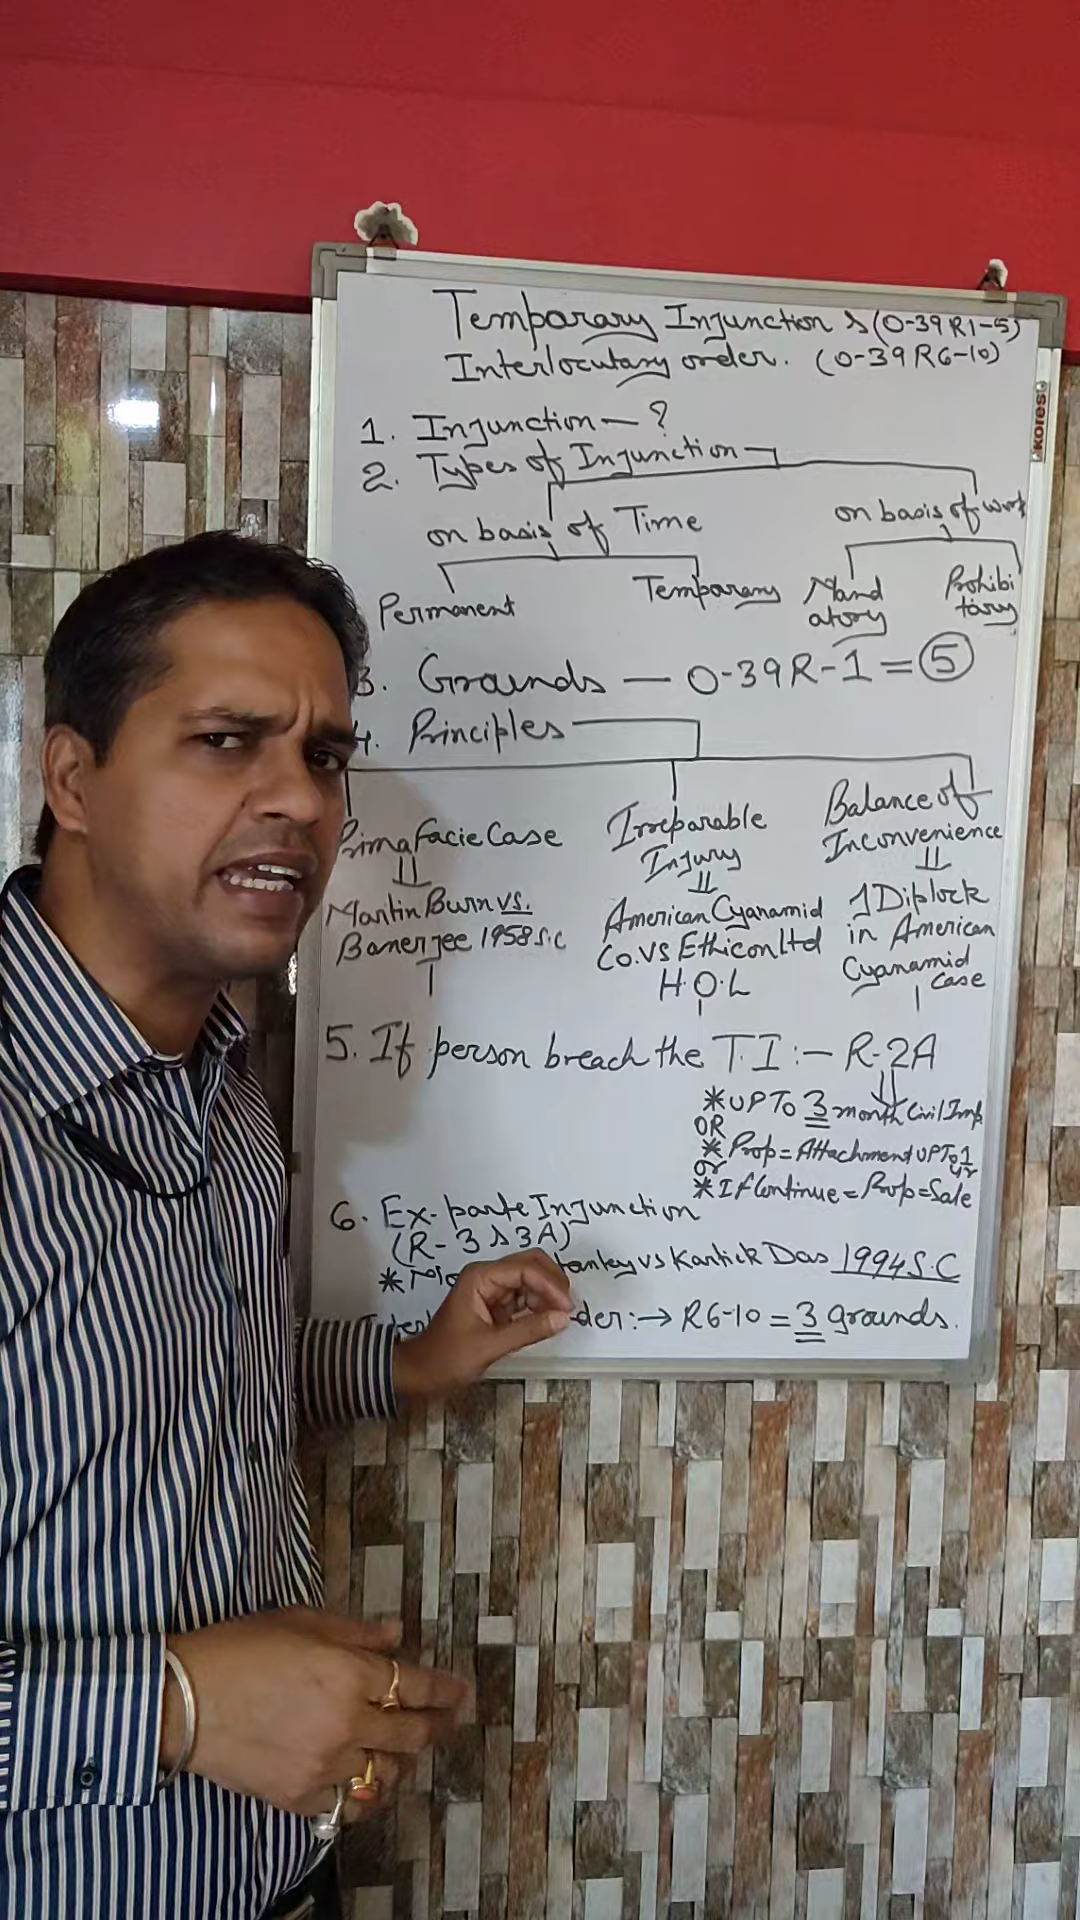 Temporary Injunction & (O-39 R1-5)
Interlocutary order. (O-39 R6-10)
kores
1. Injunction — ?
2. Types of Injunction
on basis of Time
on basis of work
Permanent
Temporary
Mand
atory
Prohibi
tary
3. Grounds — O-39 R-1 = 5
4. Principles
Prima Facie Case
Martin Burn vs.
Banerjee 1958 S.C
Irreparable
Injury
American Cyanamid
Co. vs Ethicon Ltd
H.O.L
Balance of
Inconvenience
J Diplock
in American
Cyanamid
case
5. If person breach the T.I :— R-2A
* UPTo 3 month Civil Imp
OR
* Prop = Attachment UPTo 1
yr
or
* If Continue = Prop = Sale
6. Ex-parte Injunction
(R-3 & 3A)
* vs Kartick Das 1994 S.C
der :→ R6-10 = 3 grounds.